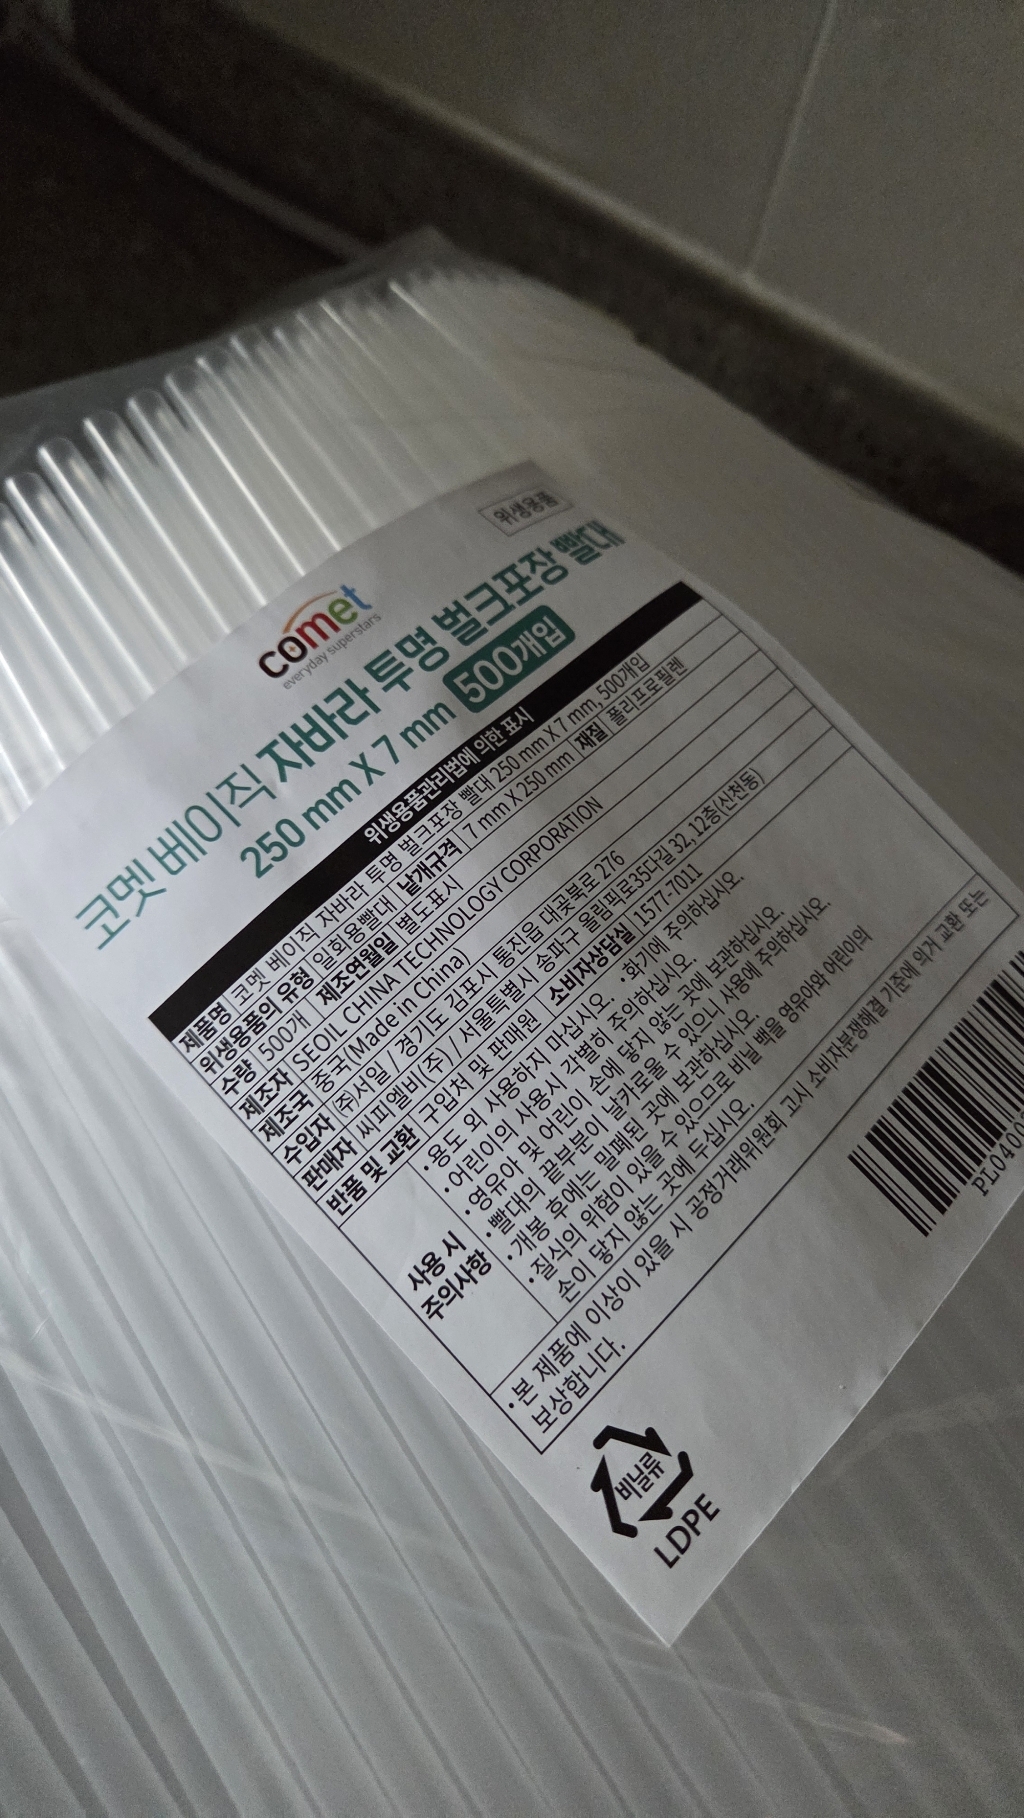 위생용품
comet
everyday superstars
코멧 베이직 자바라 투명 벌크포장 빨대
250 mm X 7 mm 500개입
위생용품관리법에 의한 표시
제품명 코멧 베이직 자바라 투명 벌크포장 빨대 250 mm X 7 mm, 500개입
위생용품의 유형 일회용빨대 낱개규격 7 mm X 250 mm 재질 폴리프로필렌
수량 500개 제조연월일 별도표시
제조자 SEOIL CHINA TECHNOLOGY CORPORATION
제조국 중국(Made in China)
수입자 ㈜서일 / 경기도 김포시 통진읍 대곶북로 276
판매자 씨피엘비(주) / 서울특별시 송파구 올림픽로35다길 32, 12층(신천동)
반품 및 교환 구입처 및 판매원 소비자상담실 1577-7011
사용 시
주의사항
·용도 외 사용하지 마십시오. ·화기에 주의하십시오.
·어린이의 사용시 각별히 주의하십시오.
·영유아 및 어린이 손에 닿지 않는 곳에 보관하십시오.
·빨대의 끝부분이 날카로울 수 있으니 사용에 주의하십시오.
·개봉 후에는 밀폐된 곳에 보관하십시오.
·질식의 위험이 있을 수 있으므로 비닐 백을 영유아와 어린이의
손이 닿지 않는 곳에 두십시오.
·본 제품에 이상이 있을 시 공정거래위원회 고시 소비자분쟁해결 기준에 의거 교환 또는
보상합니다.
비닐류
LDPE